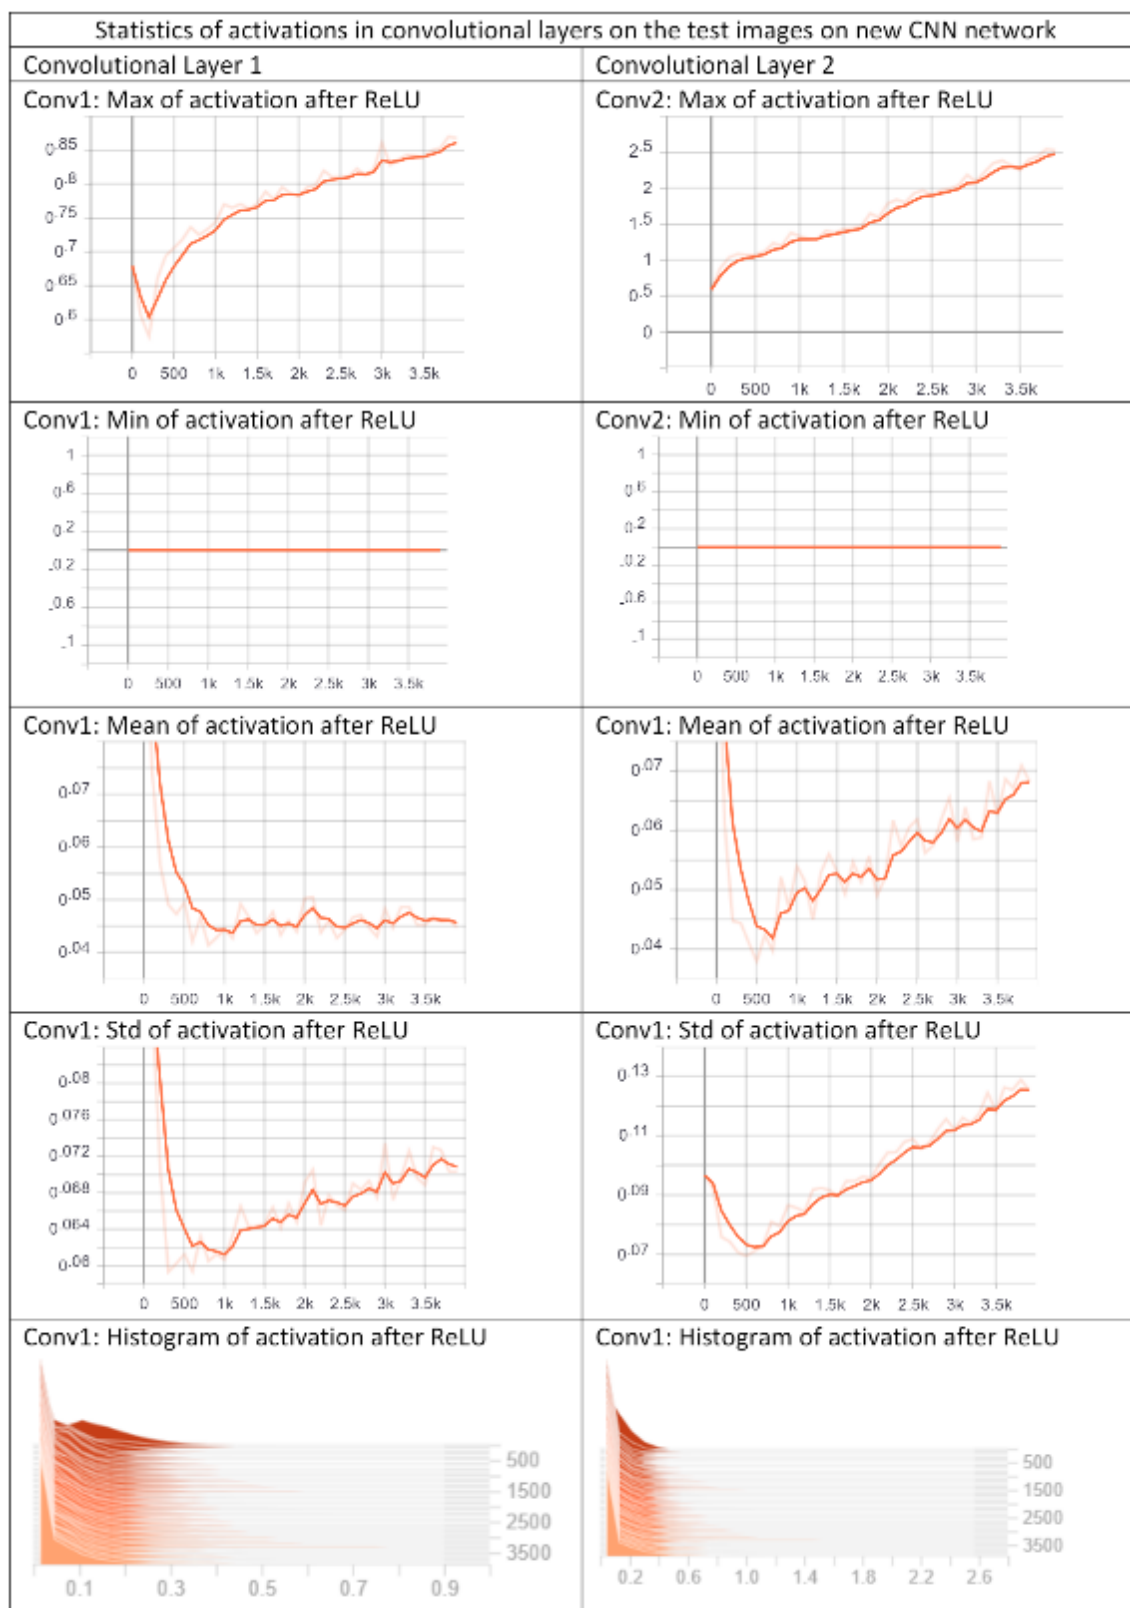 Statistics of activations in convolutional layers on the test images on new CNN network
Convolutional Layer 1
Convolutional Layer 2
Conv1: Max of activation after ReLU
0.85
0.8
0.75
0.7
0.65
0.6
0 500 1k 1.5k 2k 2.5k 3k 3.5k
Conv2: Max of activation after ReLU
2.5
2
1.5
1
0.5
0
0 500 1k 1.5k 2k 2.5k 3k 3.5k
Conv1: Min of activation after ReLU
1
0.6
0.2
-0.2
-0.6
-1
0 500 1k 1.5k 2k 2.5k 3k 3.5k
Conv2: Min of activation after ReLU
1
0.6
0.2
-0.2
-0.6
-1
0 500 1k 1.5k 2k 2.5k 3k 3.5k
Conv1: Mean of activation after ReLU
0.07
0.06
0.05
0.04
0 500 1k 1.5k 2k 2.5k 3k 3.5k
Conv1: Mean of activation after ReLU
0.07
0.06
0.05
0.04
0 500 1k 1.5k 2k 2.5k 3k 3.5k
Conv1: Std of activation after ReLU
0.08
0.076
0.072
0.068
0.064
0.06
0 500 1k 1.5k 2k 2.5k 3k 3.5k
Conv1: Std of activation after ReLU
0.13
0.11
0.09
0.07
0 500 1k 1.5k 2k 2.5k 3k 3.5k
Conv1: Histogram of activation after ReLU
500
1500
2500
3500
0.1 0.3 0.5 0.7 0.9
Conv1: Histogram of activation after ReLU
500
1500
2500
3500
0.2 0.6 1.0 1.4 1.8 2.2 2.6